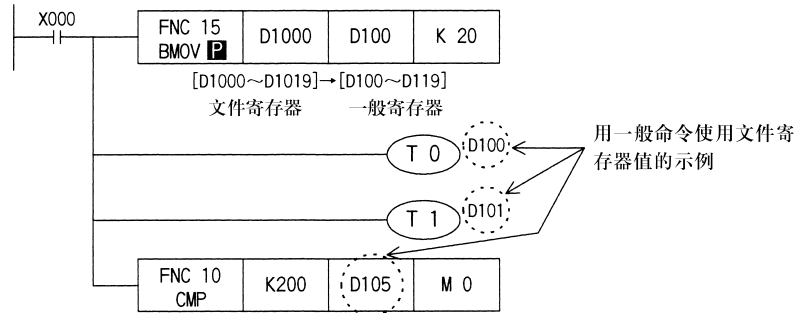 X000
FNC 15 BMOV P D1000 D100 K 20
[D1000～D1019]→[D100～D119]
文件寄存器 一般寄存器
T 0 D100
用一般命令使用文件寄
存器值的示例
T 1 D101
FNC 10 CMP K200 D105 M 0